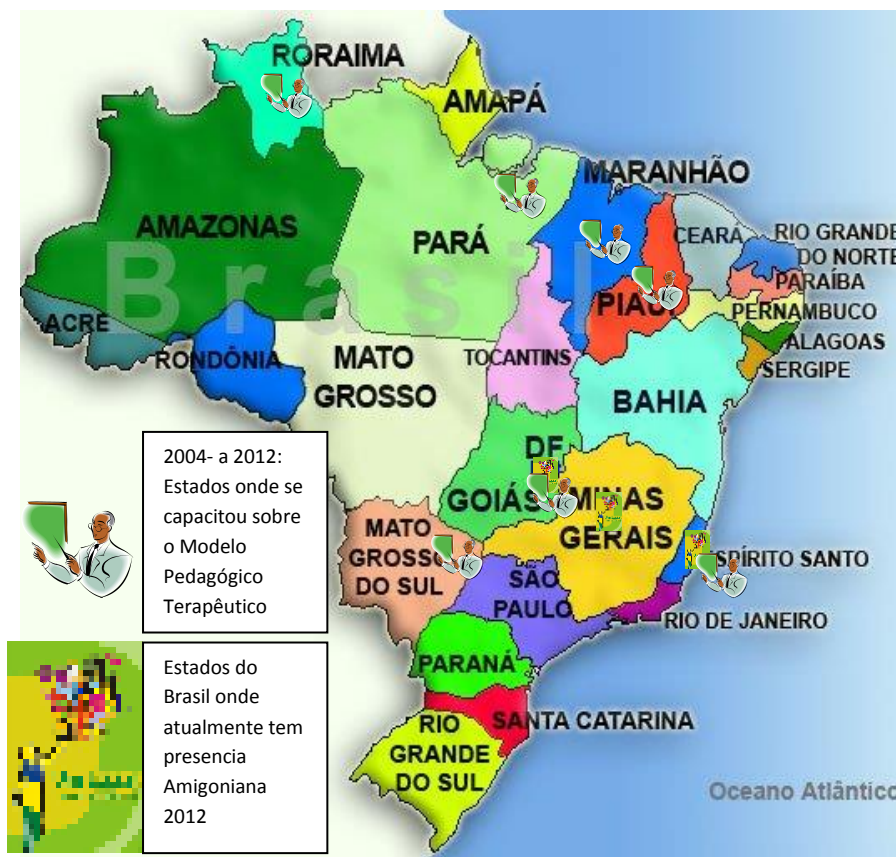 RORAIMA
AMAPÁ
MARANHÃO
AMAZONAS
PARÁ
CEARÁ
RIO GRANDE
DO NORTE
Brasil
PIAUÍ
PARAÍBA
PERNAMBUCO
ACRE
RONDÔNIA
MATO
GROSSO
TOCANTINS
ALAGOAS
SERGIPE
BAHIA
DF
GOIÁS
MINAS
GERAIS
2004- a 2012:
Estados onde se
capacitou sobre
o Modelo
Pedagógico
Terapêutico
MATO
GROSSO
DO SUL
SÃO
PAULO
SPÍRITO SANTO
RIO DE JANEIRO
PARANÁ
SANTA CATARINA
RIO
GRANDE
DO SUL
Estados do
Brasil onde
atualmente tem
presencia
Amigoniana
2012
Oceano Atlântico